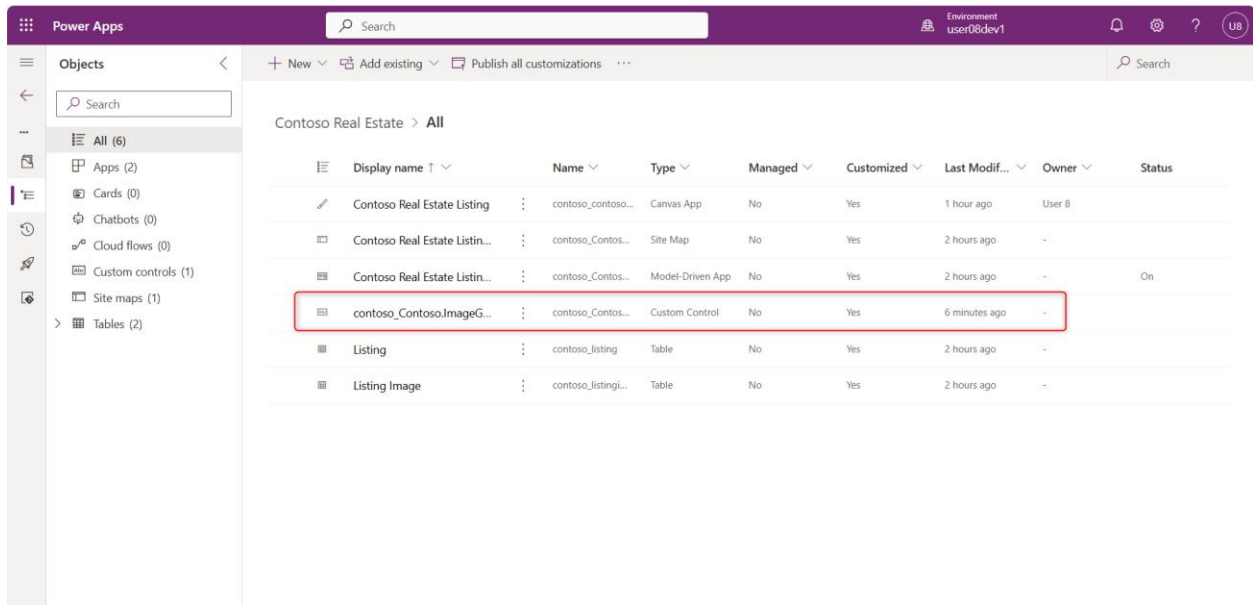 Power Apps
Search
Environment
user08dev1
?
U8
Objects
+ New
Add existing
Publish all customizations
...
Search
Search
...
All (6)
Apps (2)
Cards (0)
Chatbots (0)
Cloud flows (0)
Custom controls (1)
Site maps (1)
Tables (2)
Contoso Real Estate > All
Display name ↑ Name Type Managed Customized Last Modif... Owner Status
Contoso Real Estate Listing contoso_contoso... Canvas App No Yes 1 hour ago User 8
Contoso Real Estate Listin... contoso_Contos... Site Map No Yes 2 hours ago -
Contoso Real Estate Listin... contoso_Contos... Model-Driven App No Yes 2 hours ago - On
contoso_Contoso.ImageG... contoso_Contos... Custom Control No Yes 6 minutes ago -
Listing contoso_listing Table No Yes 2 hours ago -
Listing Image contoso_listingi... Table No Yes 2 hours ago -